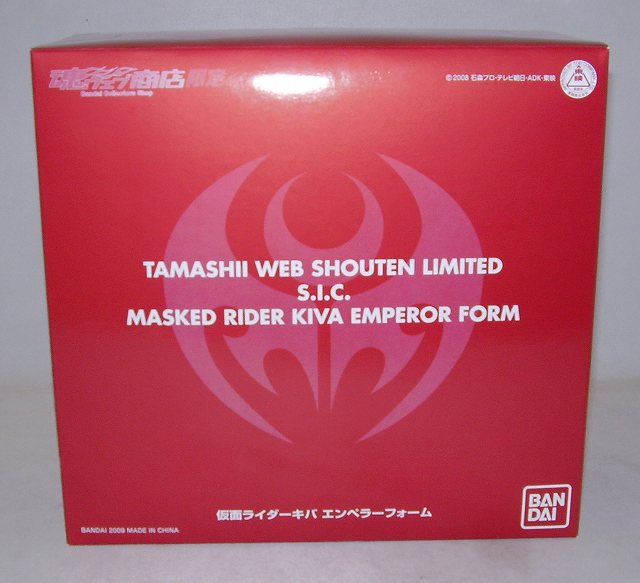 魂ウェブ商店限定
Bandai Collectors Shop
©2008 石森プロ・テレビ朝日・ADK・東映
TAMASHII WEB SHOUTEN LIMITED
S.I.C.
MASKED RIDER KIVA EMPEROR FORM
仮面ライダーキバ エンペラーフォーム
BANDAI 2009 MADE IN CHINA
BAN
DAI